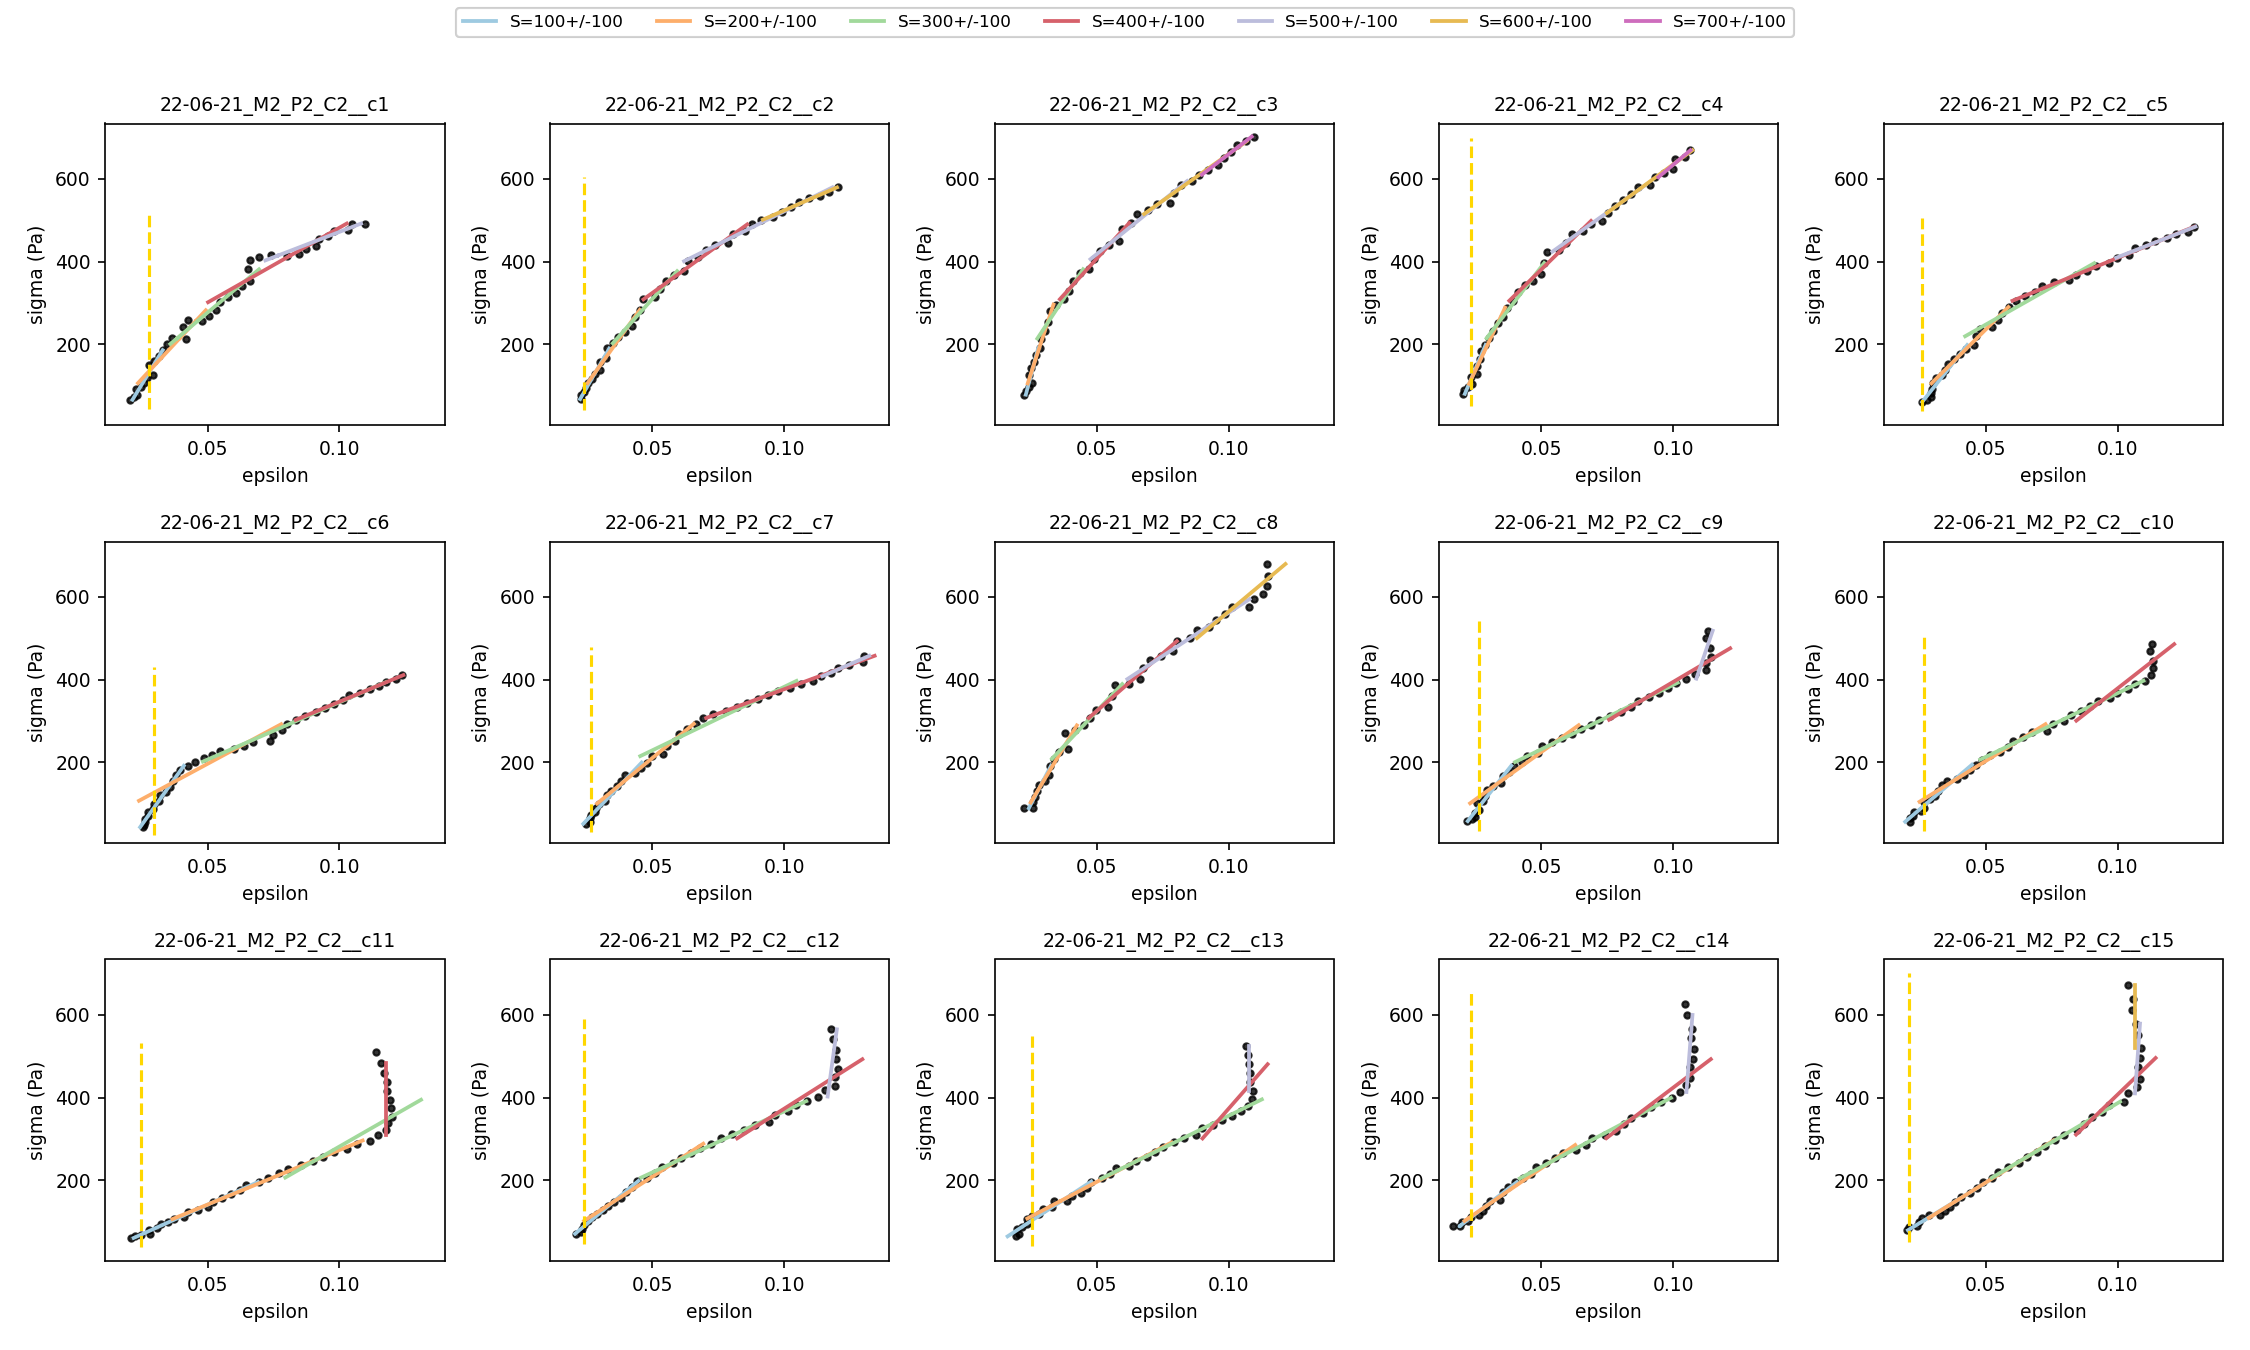 S=100+/-100 S=200+/-100 S=300+/-100 S=400+/-100 S=500+/-100 S=600+/-100 S=700+/-100
22-06-21_M2_P2_C2__c1 22-06-21_M2_P2_C2__c2 22-06-21_M2_P2_C2__c3 22-06-21_M2_P2_C2__c4 22-06-21_M2_P2_C2__c5
sigma (Pa) sigma (Pa) sigma (Pa) sigma (Pa) sigma (Pa)
600 600 600 600 600
400 400 400 400 400
200 200 200 200 200
0.05 0.10 0.05 0.10 0.05 0.10 0.05 0.10 0.05 0.10
epsilon epsilon epsilon epsilon epsilon
22-06-21_M2_P2_C2__c6 22-06-21_M2_P2_C2__c7 22-06-21_M2_P2_C2__c8 22-06-21_M2_P2_C2__c9 22-06-21_M2_P2_C2__c10
sigma (Pa) sigma (Pa) sigma (Pa) sigma (Pa) sigma (Pa)
600 600 600 600 600
400 400 400 400 400
200 200 200 200 200
0.05 0.10 0.05 0.10 0.05 0.10 0.05 0.10 0.05 0.10
epsilon epsilon epsilon epsilon epsilon
22-06-21_M2_P2_C2__c11 22-06-21_M2_P2_C2__c12 22-06-21_M2_P2_C2__c13 22-06-21_M2_P2_C2__c14 22-06-21_M2_P2_C2__c15
sigma (Pa) sigma (Pa) sigma (Pa) sigma (Pa) sigma (Pa)
600 600 600 600 600
400 400 400 400 400
200 200 200 200 200
0.05 0.10 0.05 0.10 0.05 0.10 0.05 0.10 0.05 0.10
epsilon epsilon epsilon epsilon epsilon